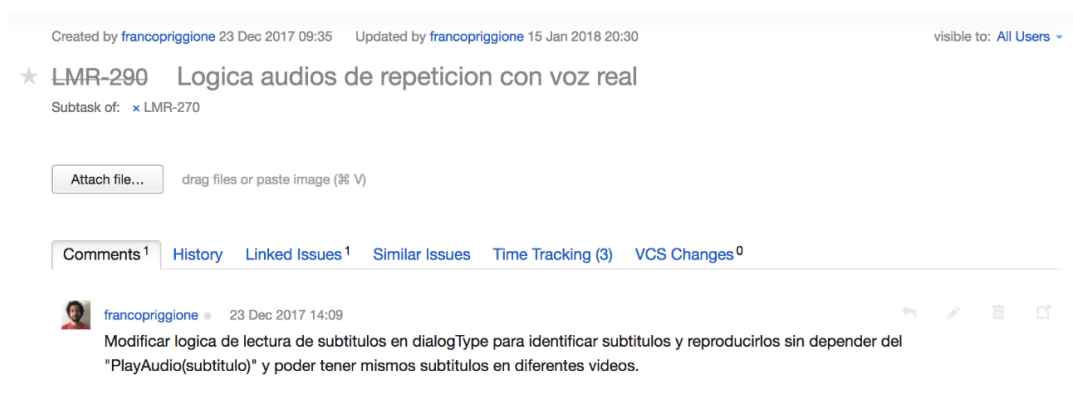 Created by francopriggione 23 Dec 2017 09:35 Updated by francopriggione 15 Jan 2018 20:30 visible to: All Users
LMR-290 Logica audios de repeticion con voz real
Subtask of: × LMR-270
Attach file... drag files or paste image (⌘ V)
Comments 1 History Linked Issues 1 Similar Issues Time Tracking (3) VCS Changes 0
francopriggione 23 Dec 2017 14:09
Modificar logica de lectura de subtitulos en dialogType para identificar subtitulos y reproducirlos sin depender del
"PlayAudio(subtitulo)" y poder tener mismos subtitulos en diferentes videos.